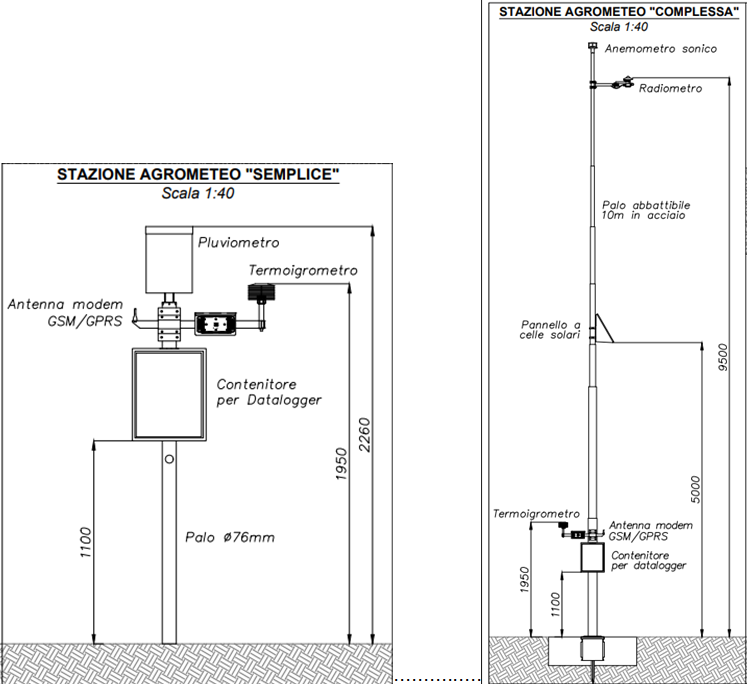 STAZIONE AGROMETEO "SEMPLICE"
Scala 1:40
Pluviometro
Termoigrometro
Antenna modem
GSM/GPRS
Contenitore
per Datalogger
2260
1950
1100
Palo Ø76mm
STAZIONE AGROMETEO "COMPLESSA"
Scala 1:40
Anemometro sonico
Radiometro
Palo abbattibile
10m in acciaio
Pannello a
celle solari
9500
5000
Termoigrometro
Antenna modem
GSM/GPRS
Contenitore
per datalogger
1950
1100